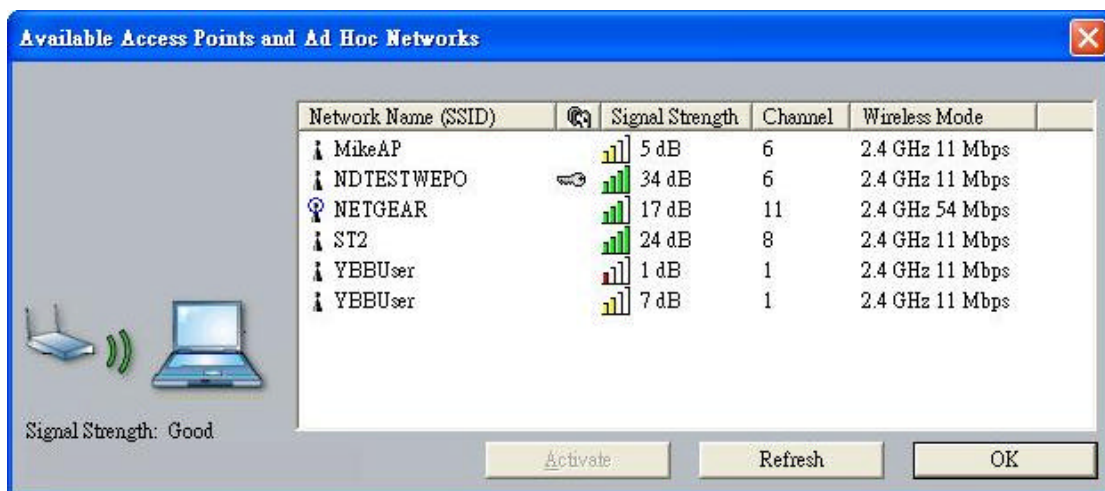 Available Access Points and Ad Hoc Networks
Network Name (SSID) Signal Strength Channel Wireless Mode
MikeAP 5 dB 6 2.4 GHz 11 Mbps
NDTESTWEPO 34 dB 6 2.4 GHz 11 Mbps
NETGEAR 17 dB 11 2.4 GHz 54 Mbps
ST2 24 dB 8 2.4 GHz 11 Mbps
YBBUser 1 dB 1 2.4 GHz 11 Mbps
YBBUser 7 dB 1 2.4 GHz 11 Mbps
Signal Strength: Good
Activate Refresh OK